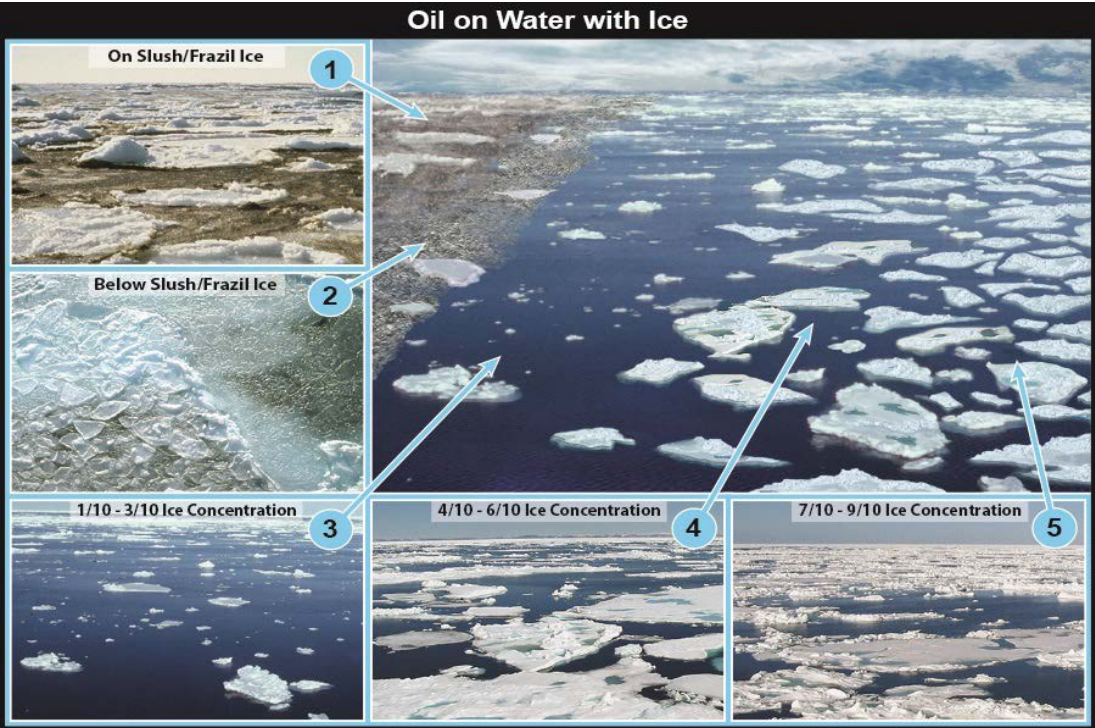 Oil on Water with Ice
On Slush/Frazil Ice
1
Below Slush/Frazil Ice
2
1/10 - 3/10 Ice Concentration
3
4/10 - 6/10 Ice Concentration
4
7/10 - 9/10 Ice Concentration
5